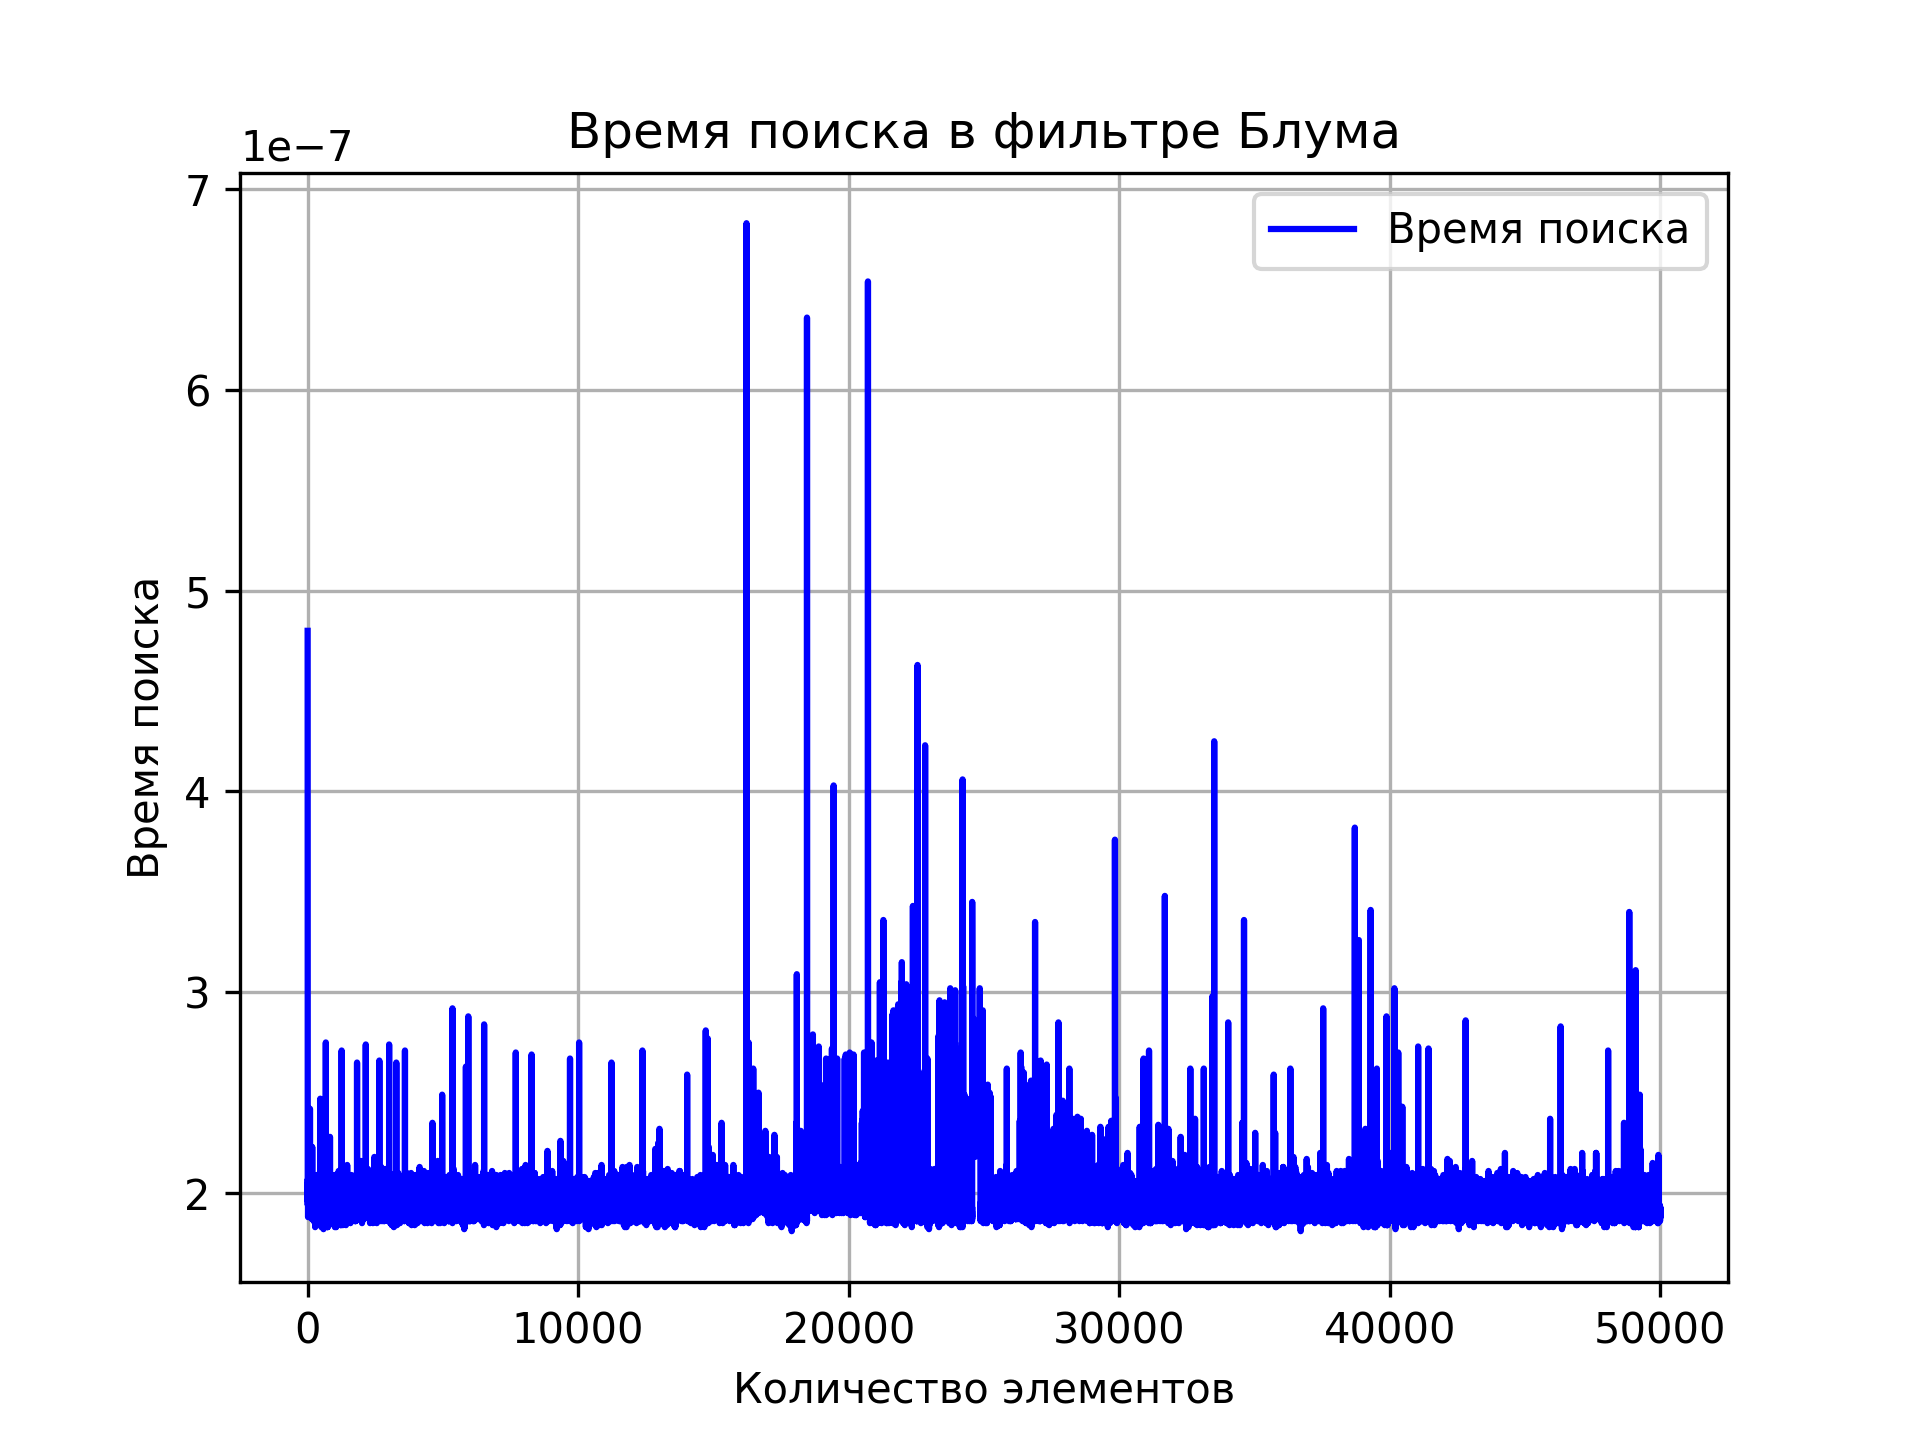 Время поиска в фильтре Блума
1e−7
Время поиска
7
6
5
4
3
2
Время поиска
0 10000 20000 30000 40000 50000
Количество элементов